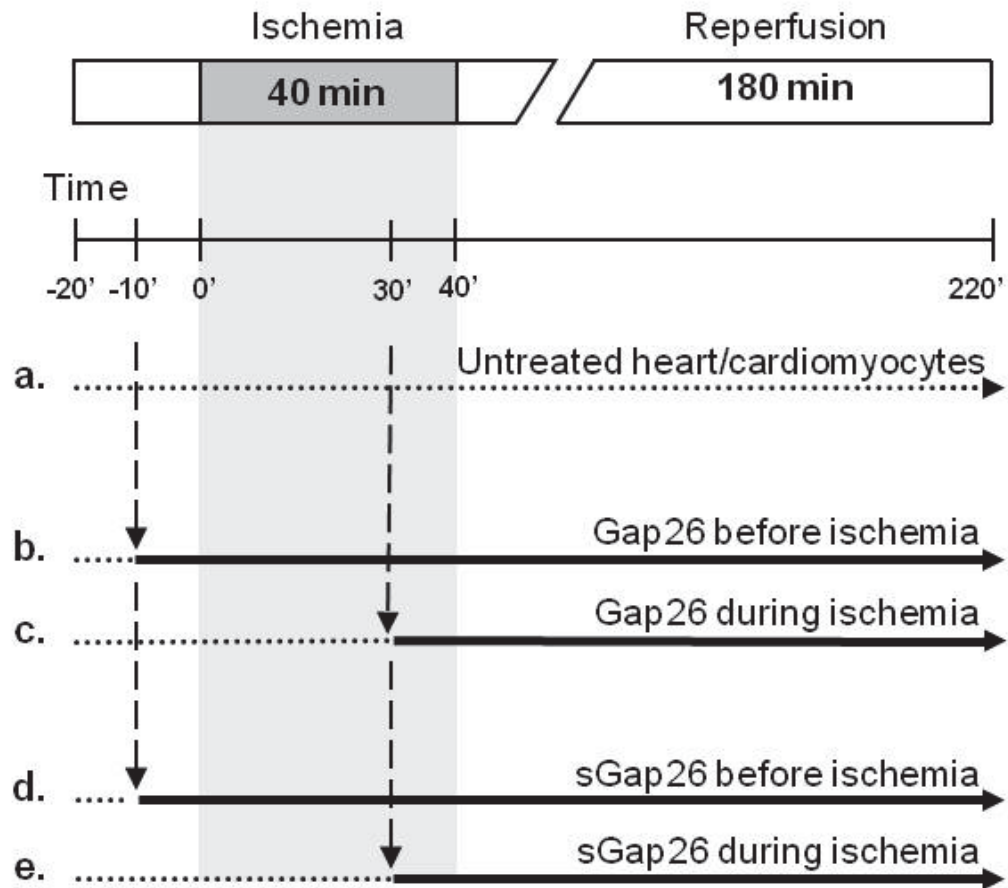 Ischemia Reperfusion
40 min 180 min
Time
-20’ -10’ 0’ 30’ 40’ 220’
a. Untreated heart/cardiomyocytes
b. Gap26 before ischemia
c. Gap26 during ischemia
d. sGap26 before ischemia
e. sGap26 during ischemia